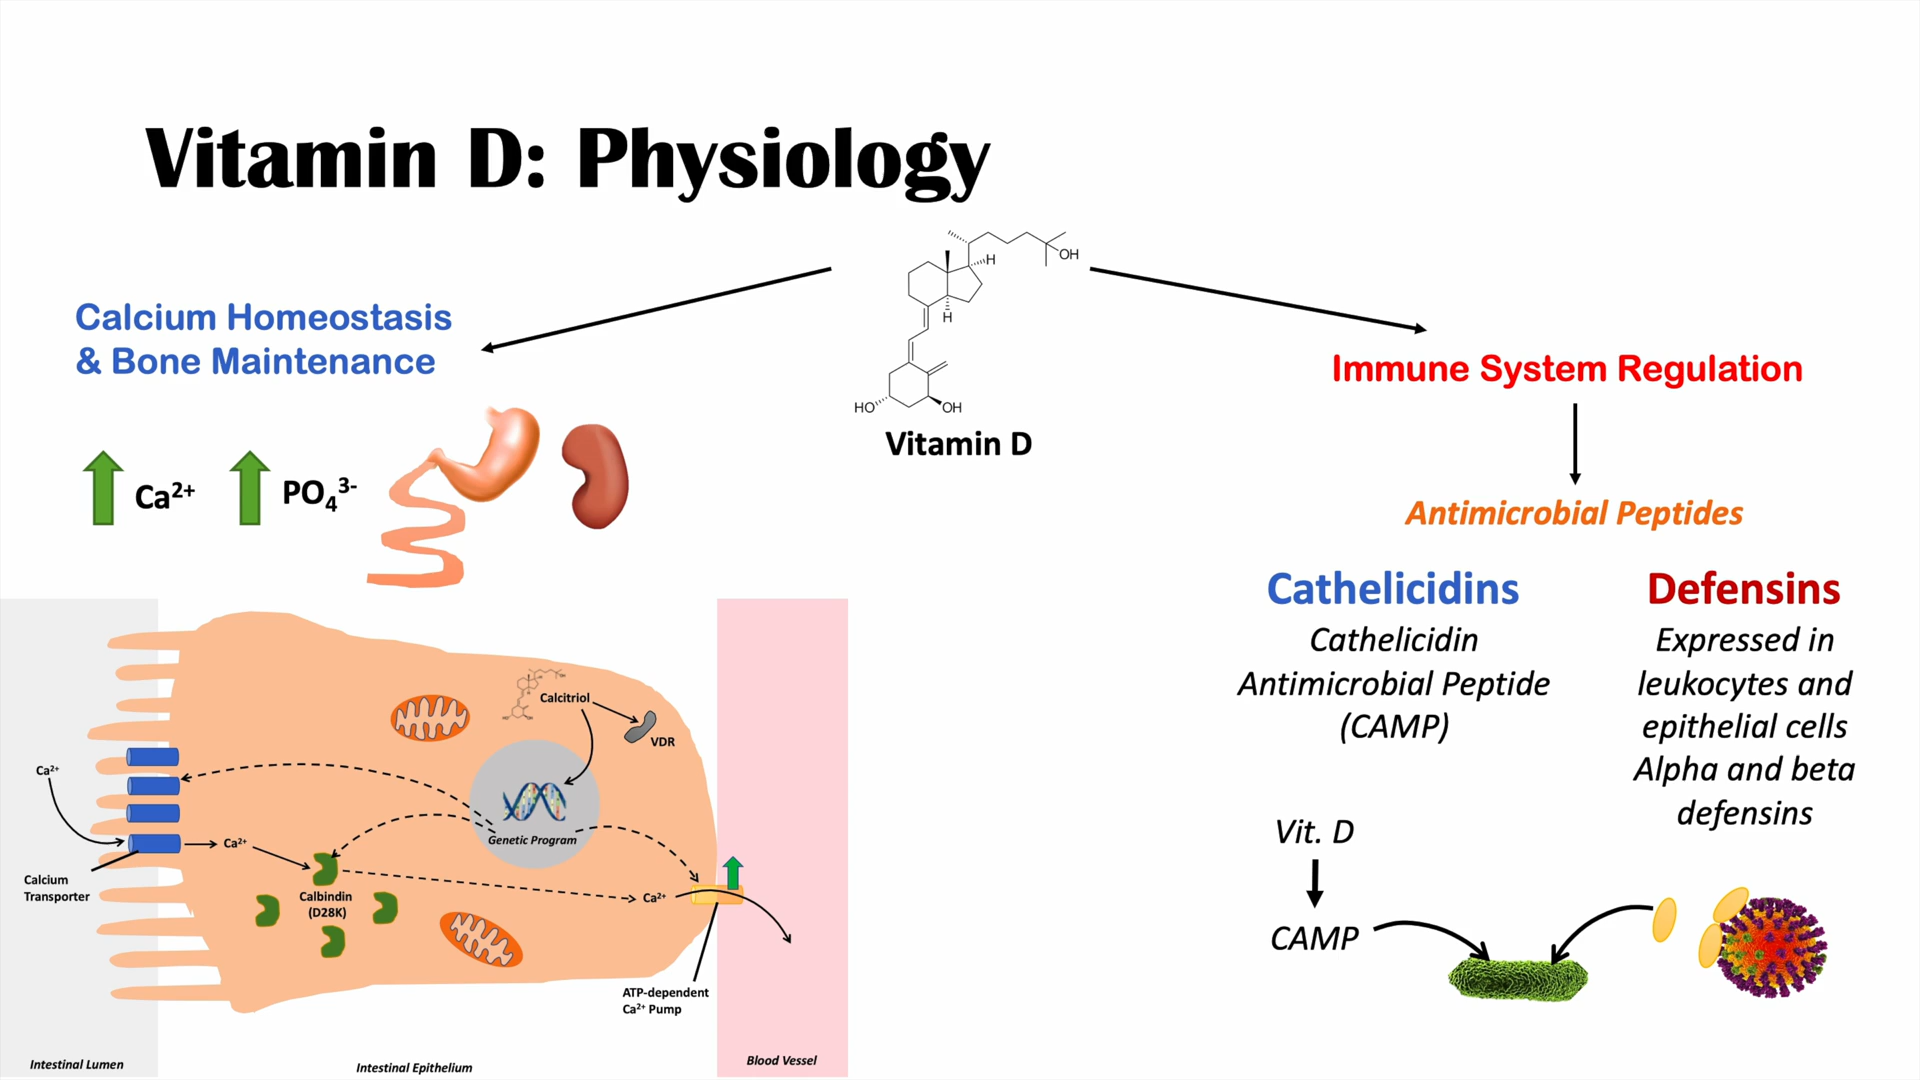 Vitamin D: Physiology
OH
H
H
HO
OH
Vitamin D
Calcium Homeostasis
& Bone Maintenance
Ca²⁺
PO₄³⁻
Immune System Regulation
Antimicrobial Peptides
Cathelicidins
Cathelicidin
Antimicrobial Peptide
(CAMP)
Defensins
Expressed in
leukocytes and
epithelial cells
Alpha and beta
defensins
Vit. D
CAMP
Calcitriol
VDR
Genetic Program
Ca²⁺
Ca²⁺
Calcium
Transporter
Calbindin
(D28K)
Ca²⁺
ATP-dependent
Ca²⁺ Pump
Intestinal Lumen
Intestinal Epithelium
Blood Vessel